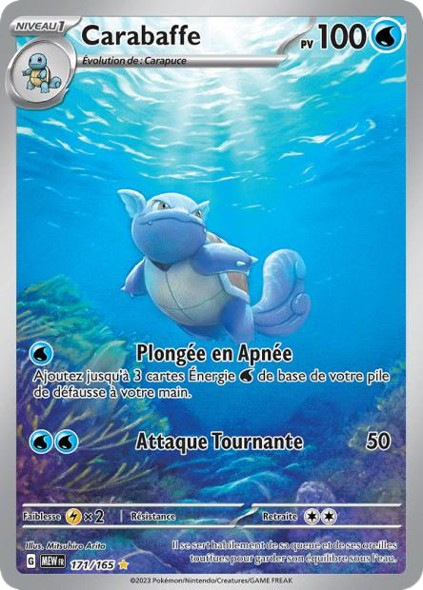 NIVEAU 1
Carabaffe
PV 100
Évolution de : Carapuce
Plongée en Apnée
Ajoutez jusqu'à 3 cartes Énergie de base de votre pile
de défausse à votre main.
Attaque Tournante 50
Faiblesse ×2 Résistance Retraite
Illus. Mitsuhiro Arita
G MEW FR 171/165
Il se sert habilement de sa queue et de ses oreilles
touffues pour garder son équilibre sous l'eau.
©2023 Pokémon/Nintendo/Creatures/GAME FREAK